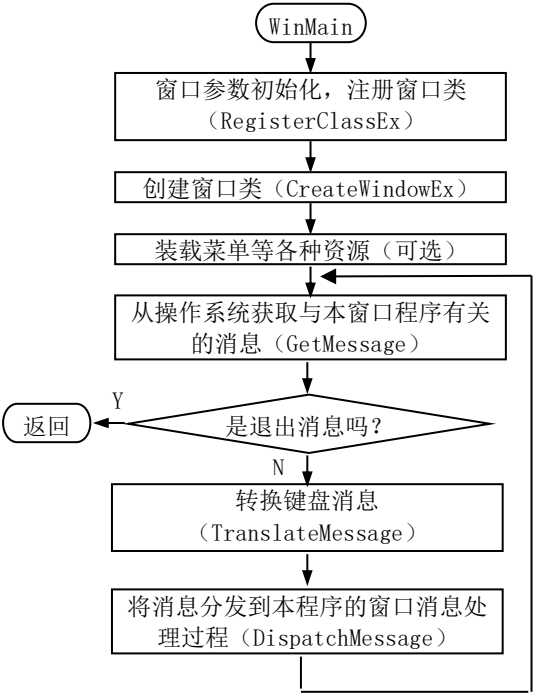 WinMain
窗口参数初始化，注册窗口类
（RegisterClassEx）
创建窗口类（CreateWindowEx）
装载菜单等各种资源（可选）
从操作系统获取与本窗口程序有关
的消息（GetMessage）
Y
返回
是退出消息吗？
N
转换键盘消息
（TranslateMessage）
将消息分发到本程序的窗口消息处
理过程（DispatchMessage）